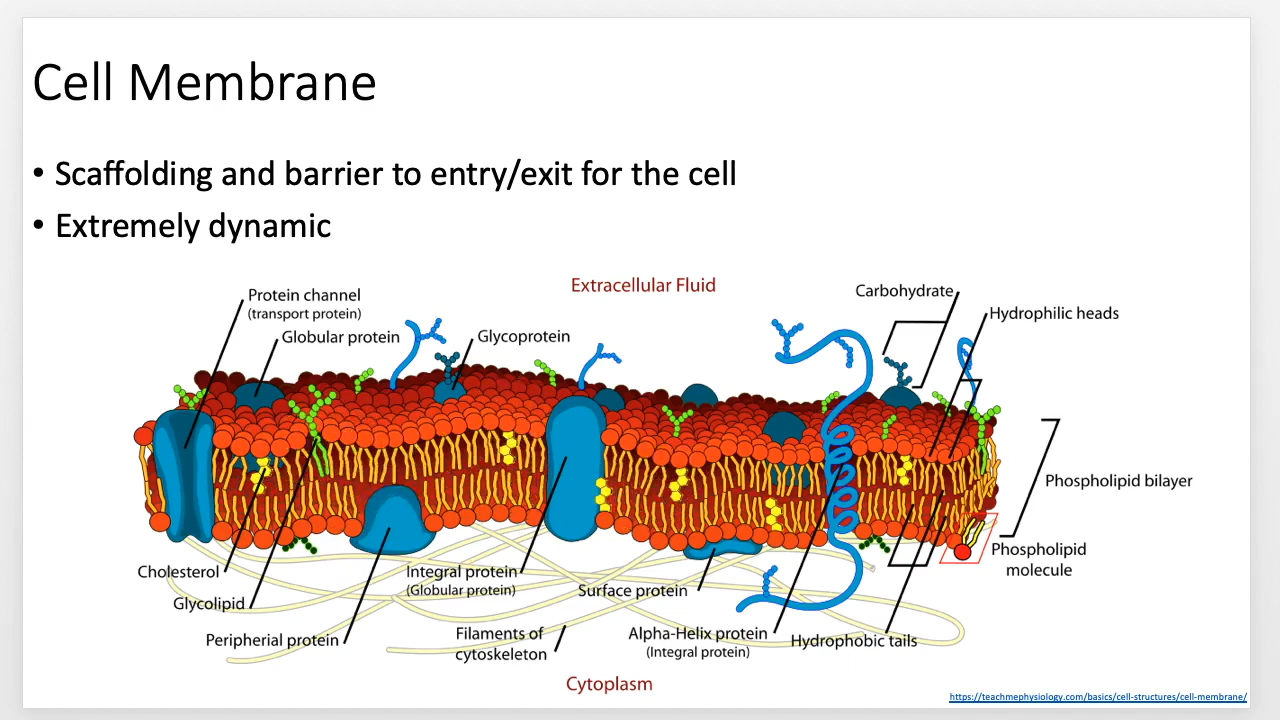 Cell Membrane
• Scaffolding and barrier to entry/exit for the cell
• Extremely dynamic
Extracellular Fluid
Protein channel
(transport protein)
Globular protein
Glycoprotein
Carbohydrate
Hydrophilic heads
Phospholipid bilayer
Phospholipid
molecule
Cholesterol
Glycolipid
Peripherial protein
Integral protein
(Globular protein)
Filaments of
cytoskeleton
Surface protein
Alpha-Helix protein
(Integral protein)
Hydrophobic tails
Cytoplasm
https://teachmephysiology.com/basics/cell-structures/cell-membrane/